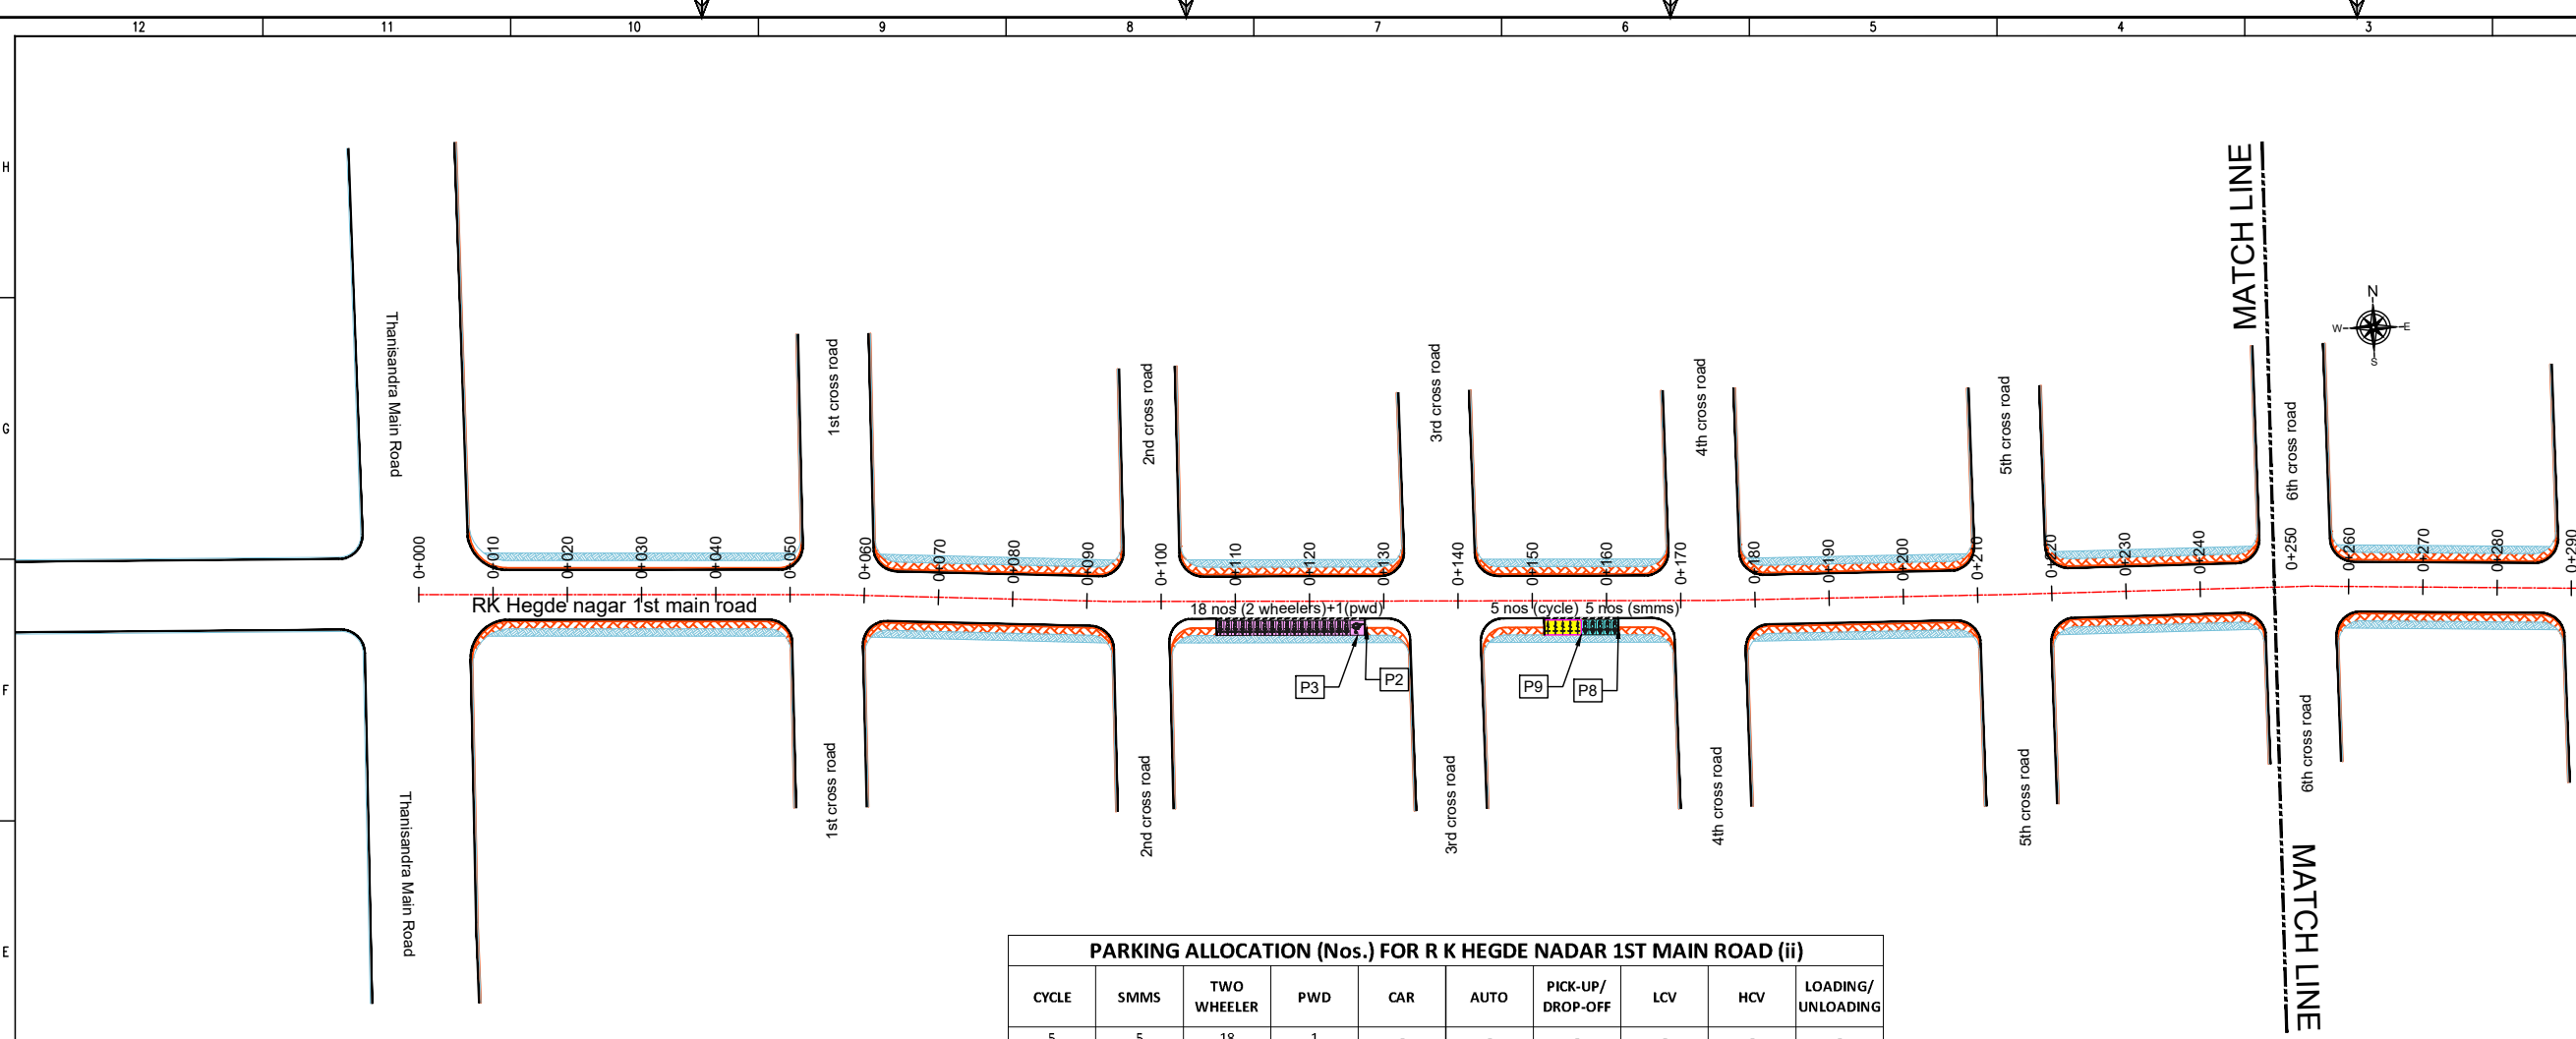 12 11 10 9 8 7 6 5 4 3
H
G
F
E
MATCH LINE
N
W E
S
Thanisandra Main Road
1st cross road
2nd cross road
3rd cross road
4th cross road
5th cross road
6th cross road
0+000 0+010 0+020 0+030 0+040 0+050 0+060 0+070 0+080 0+090 0+100 0+110 0+120 0+130 0+140 0+150 0+160 0+170 0+180 0+190 0+200 0+210 0+220 0+230 0+240 0+250 0+260 0+270 0+280 0+290
RK Hegde nagar 1st main road
18 nos (2 wheelers)+1(pwd)
5 nos (cycle) 5 nos (smms)
P3 P2 P9 P8
Thanisandra Main Road
1st cross road
2nd cross road
3rd cross road
4th cross road
5th cross road
6th cross road
MATCH LINE
PARKING ALLOCATION (Nos.) FOR R K HEGDE NADAR 1ST MAIN ROAD (ii)
CYCLE SMMS TWO WHEELER PWD CAR AUTO PICK-UP/ DROP-OFF LCV HCV LOADING/ UNLOADING
5 5 18 1 - - - - - -